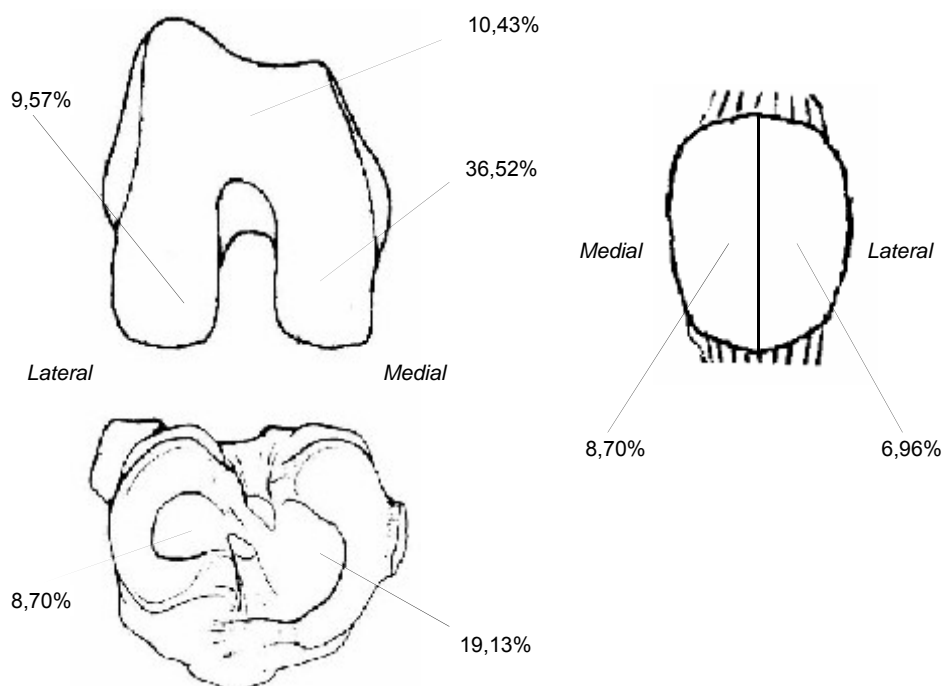 10,43%
9,57%
36,52%
Medial
Lateral
Lateral
Medial
8,70%
6,96%
8,70%
19,13%